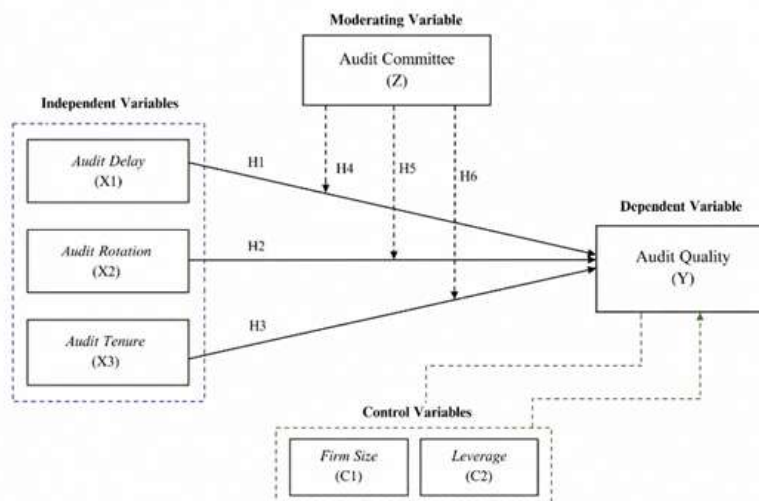 Moderating Variable
Audit Committee
(Z)
Independent Variables
Audit Delay
(X1)
H1
H4
H5
H6
Dependent Variable
Audit Rotation
(X2)
H2
Audit Quality
(Y)
Audit Tenure
(X3)
H3
Control Variables
Firm Size
(C1)
Leverage
(C2)